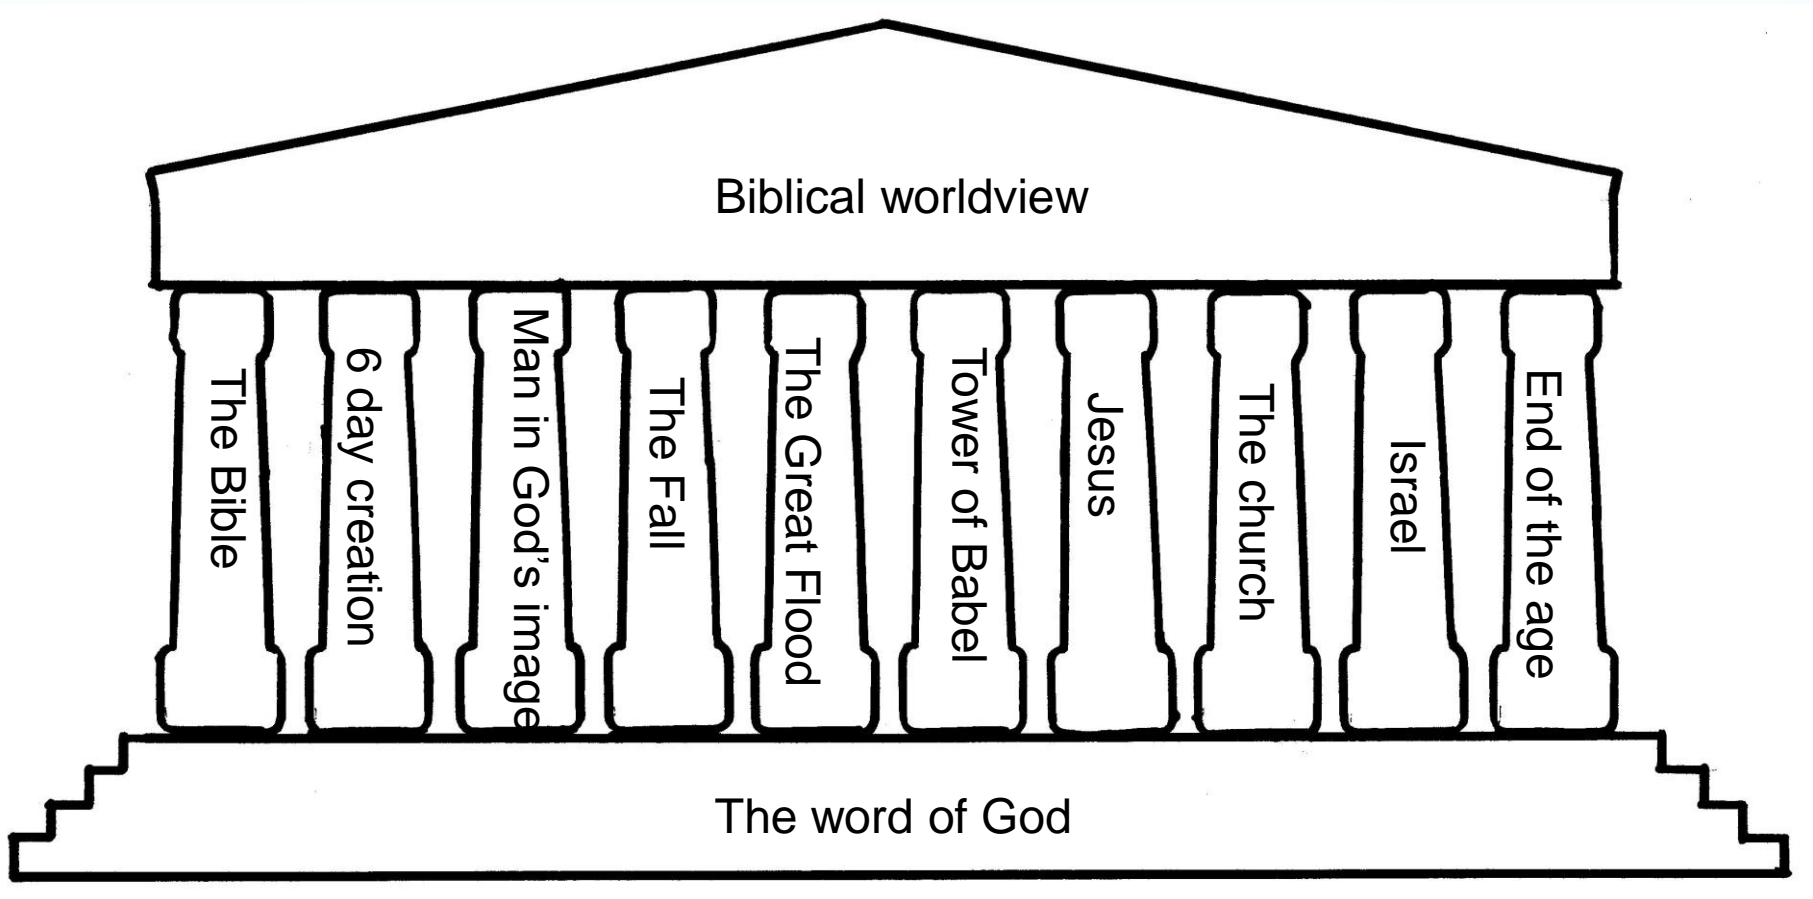 Biblical worldview
The Bible
6 day creation
Man in God's image
The Fall
The Great Flood
Tower of Babel
Jesus
The church
Israel
End of the age
The word of God